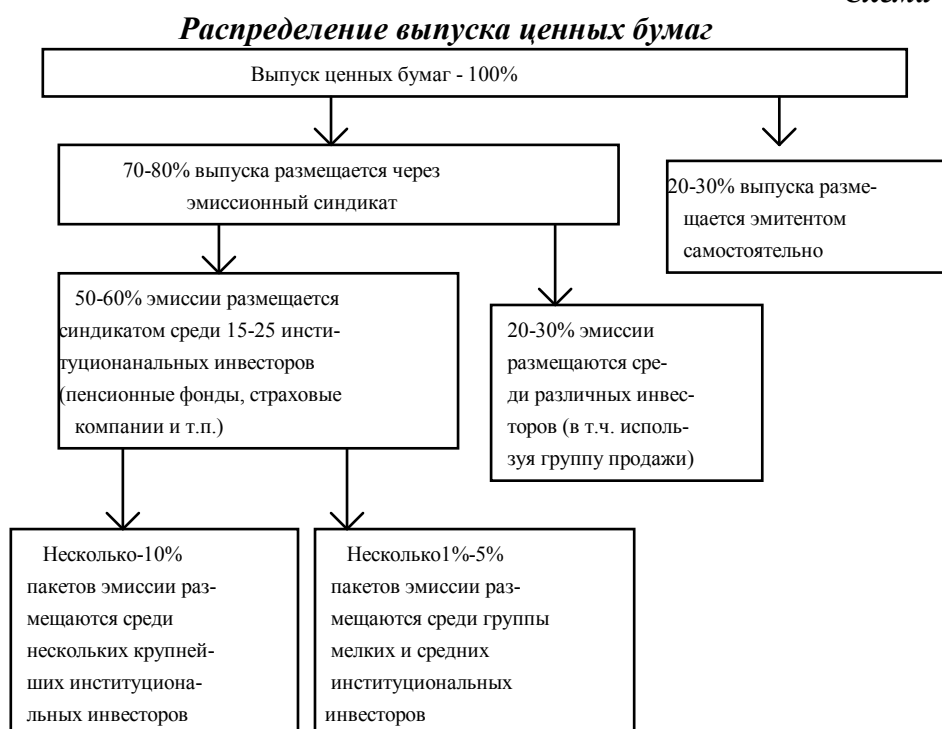 Распределение выпуска ценных бумаг
Выпуск ценных бумаг - 100%
70-80% выпуска размещается через
эмиссионный синдикат
20-30% выпуска разме-
щается эмитентом
самостоятельно
50-60% эмиссии размещается
синдикатом среди 15-25 инсти-
туционанальных инвесторов
(пенсионные фонды, страховые
компании и т.п.)
20-30% эмиссии
размещаются сре-
ди различных инвес-
торов (в т.ч. исполь-
зуя группу продажи)
Несколько-10%
пакетов эмиссии раз-
мещаются среди
нескольких крупней-
ших институциона-
льных инвесторов
Несколько1%-5%
пакетов эмиссии раз-
мещаются среди группы
мелких и средних
институциональных
инвесторов